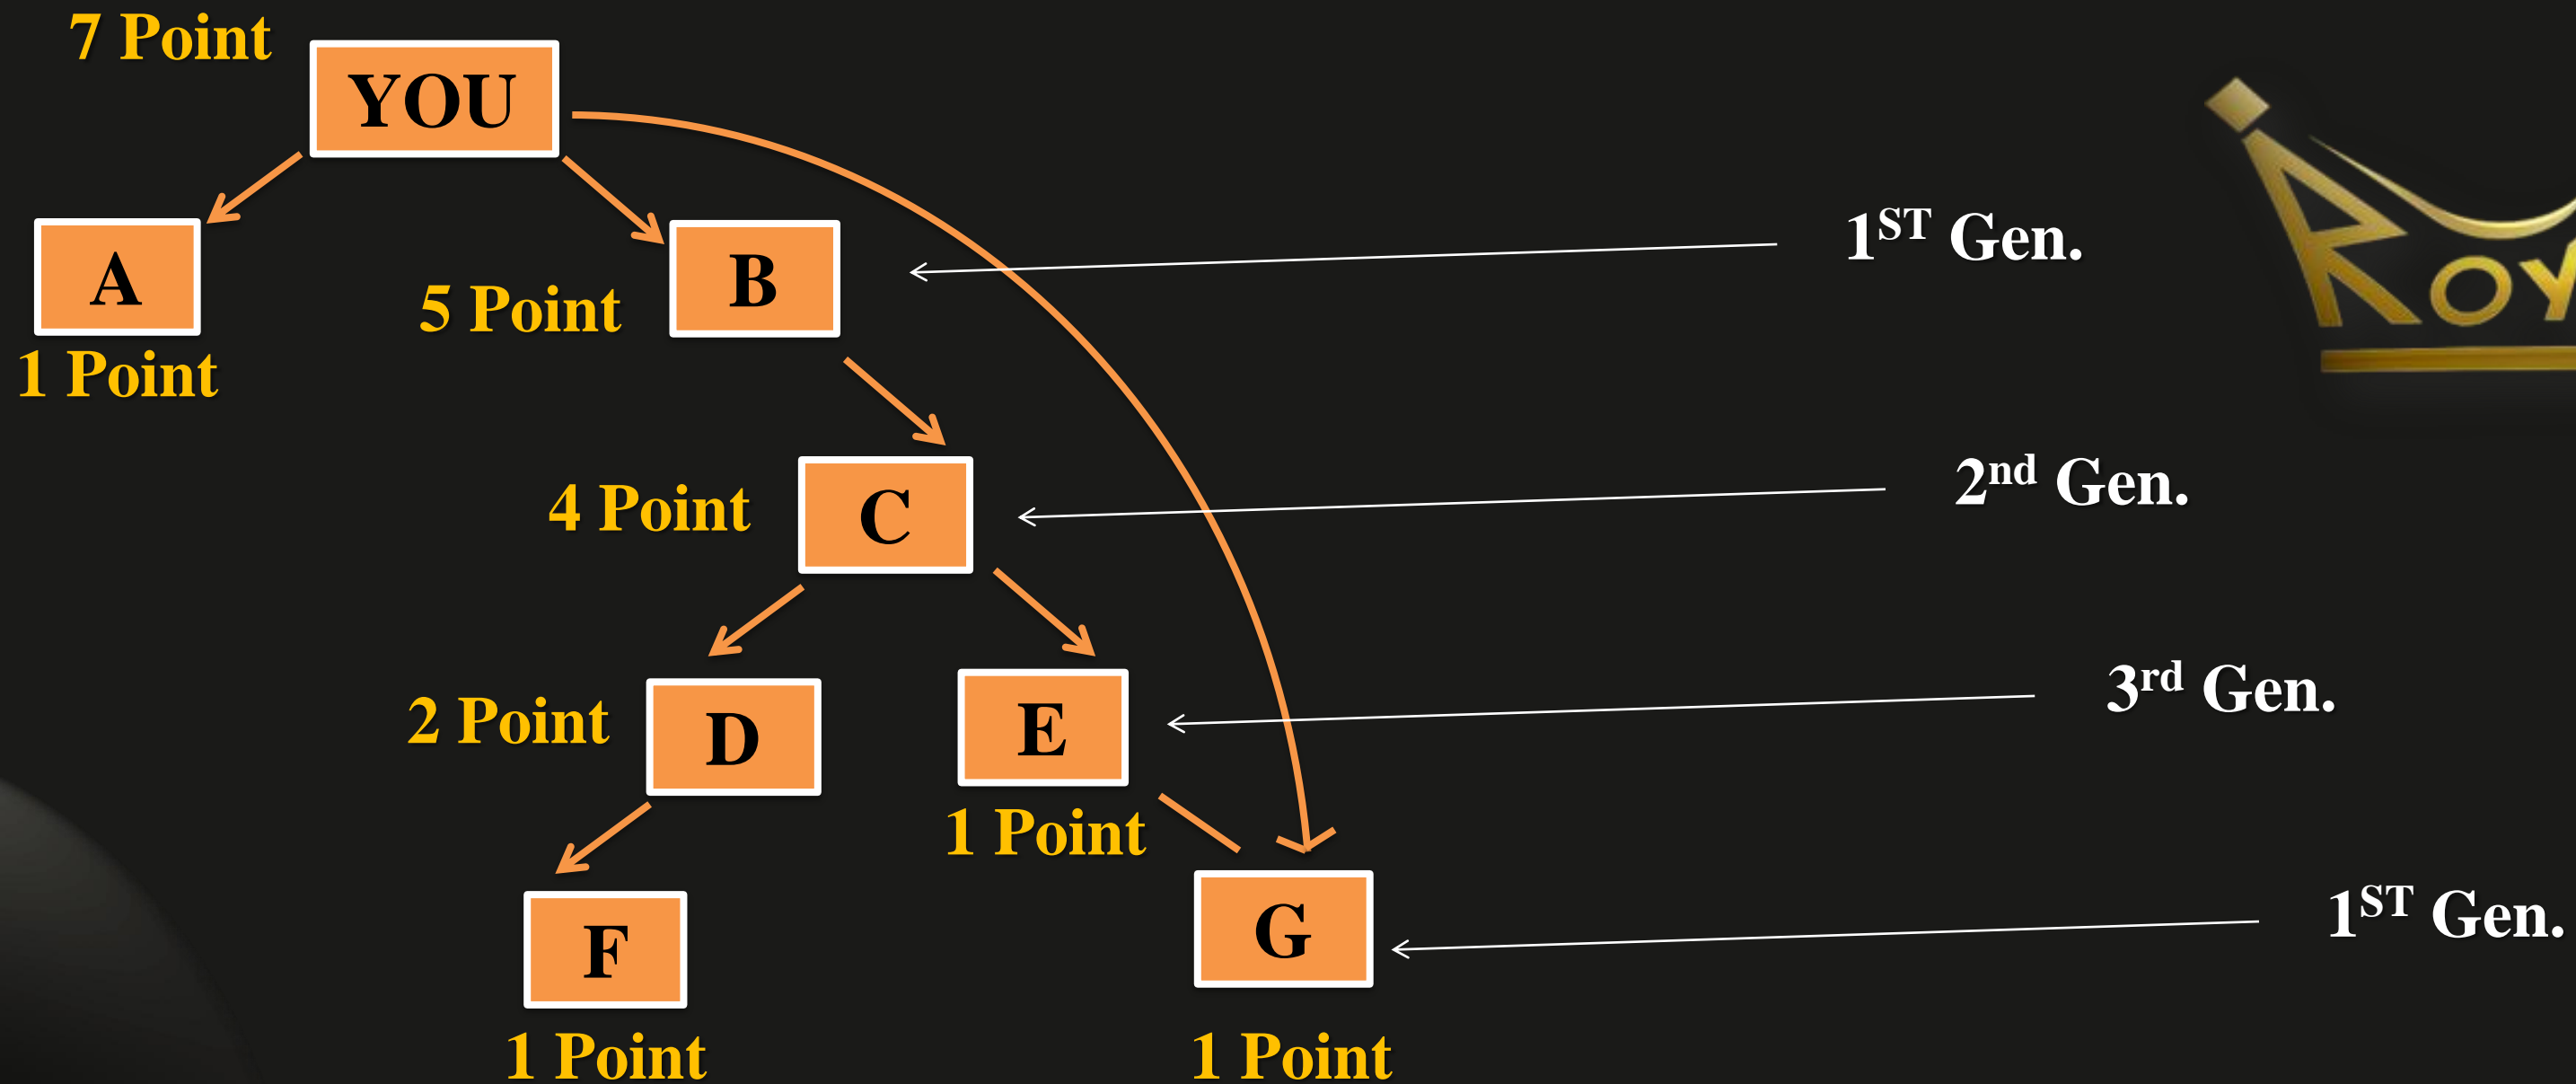 7 Point
YOU
A
1 Point
5 Point
B
1ST Gen.
4 Point
C
2nd Gen.
2 Point
D
E
1 Point
3rd Gen.
F
1 Point
G
1 Point
1ST Gen.